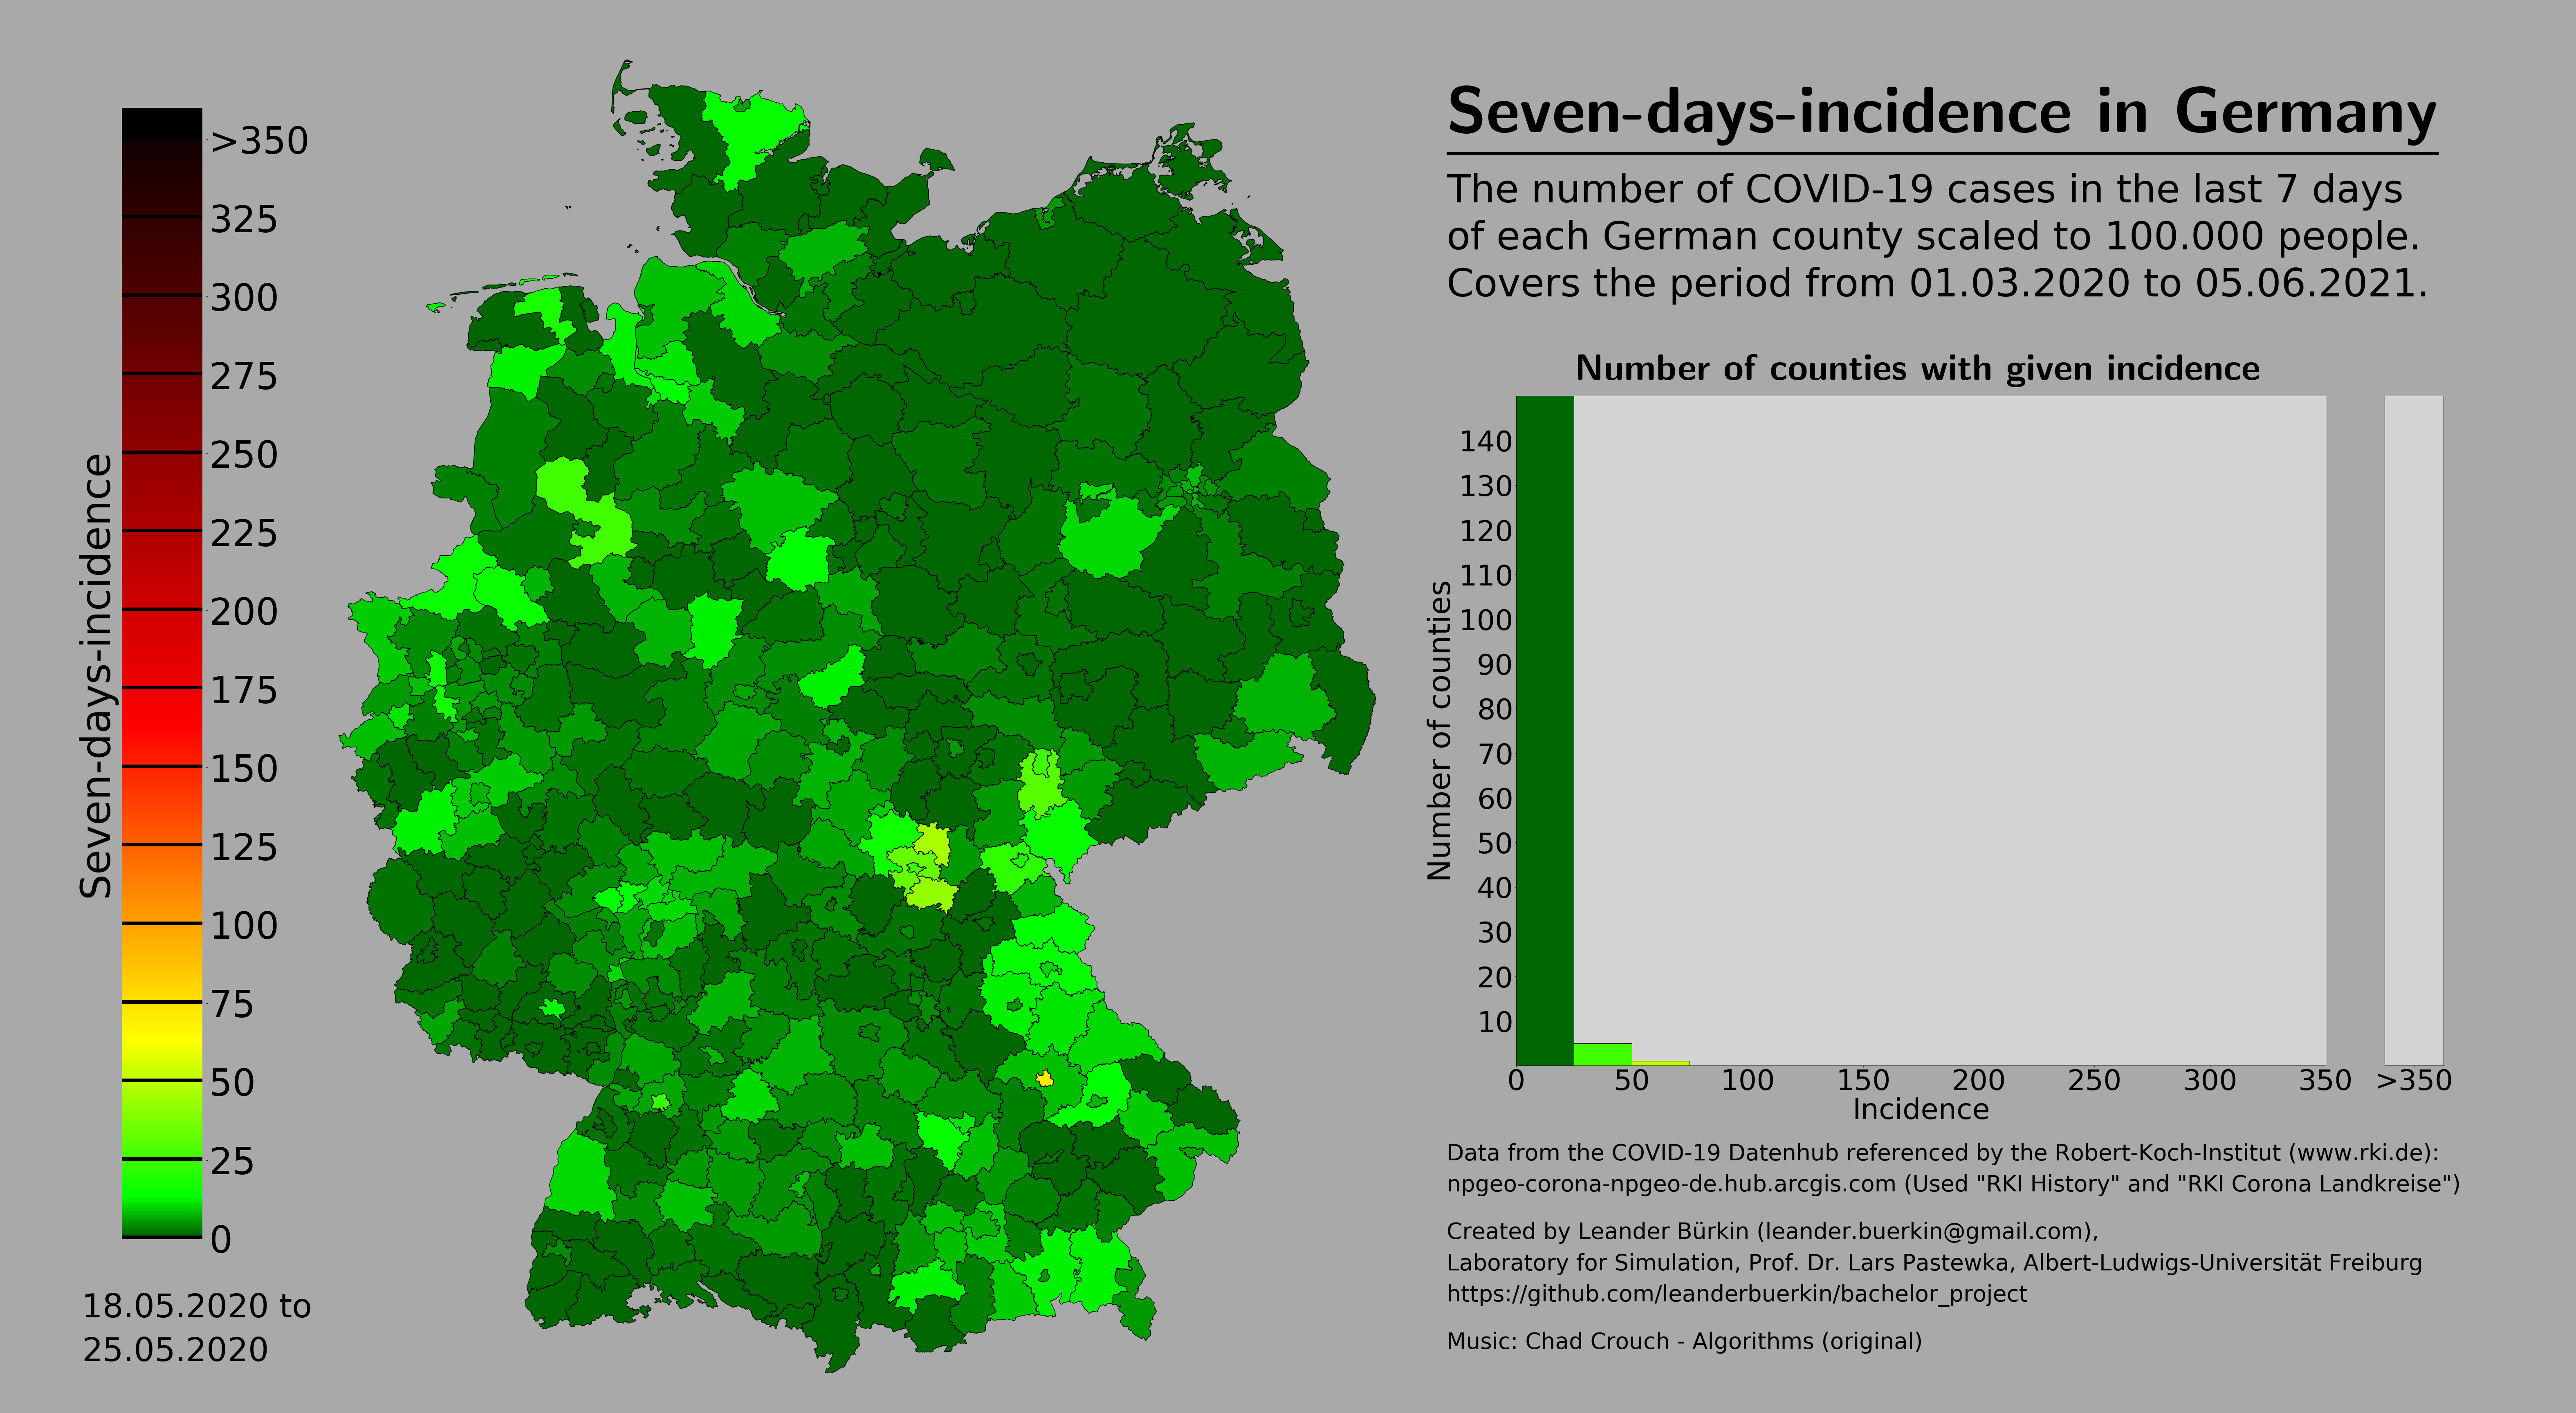 Seven-days-incidence in Germany
The number of COVID-19 cases in the last 7 days
of each German county scaled to 100.000 people.
Covers the period from 01.03.2020 to 05.06.2021.
Seven-days-incidence
>350
325
300
275
250
225
200
175
150
125
100
75
50
25
0
18.05.2020 to
25.05.2020
Number of counties with given incidence
Number of counties
140
130
120
110
100
90
80
70
60
50
40
30
20
10
0 50 100 150 200 250 300 350 >350
Incidence
Data from the COVID-19 Datenhub referenced by the Robert-Koch-Institut (www.rki.de):
npgeo-corona-npgeo-de.hub.arcgis.com (Used "RKI History" and "RKI Corona Landkreise")
Created by Leander Bürkin (leander.buerkin@gmail.com),
Laboratory for Simulation, Prof. Dr. Lars Pastewka, Albert-Ludwigs-Universität Freiburg
https://github.com/leanderbuerkin/bachelor_project
Music: Chad Crouch - Algorithms (original)